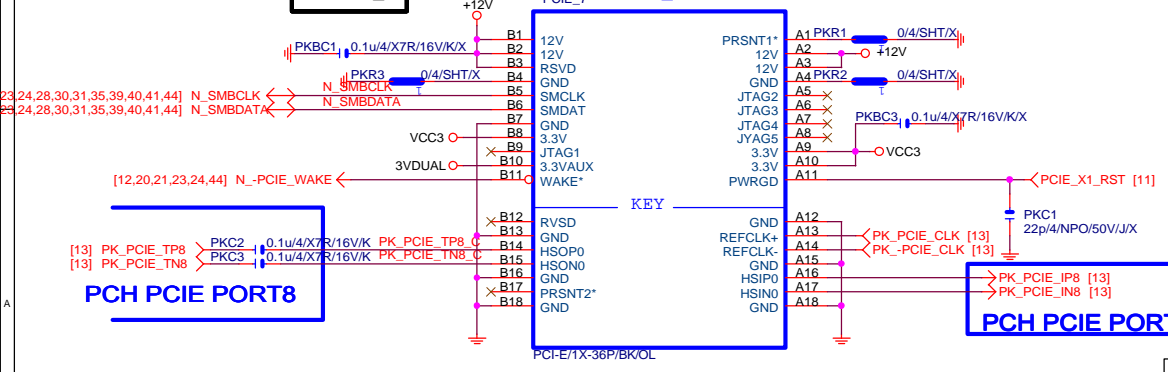 +12V
PKBC1 0.1u/4/X7R/16V/K/X
PKR3 0/4/SHT/X
N_SMBCLK
23,24,28,30,31,35,39,40,41,44] N_SMBCLK
N_SMBDATA
23,24,28,30,31,35,39,40,41,44] N_SMBDATA
VCC3
3VDUAL
[12,20,21,23,24,44] N_-PCIE_WAKE
[13] PK_PCIE_TP8 PKC2 0.1u/4/X7R/16V/K PK_PCIE_TP8_C
[13] PK_PCIE_TN8 PKC3 0.1u/4/X7R/16V/K PK_PCIE_TN8_C
PCH PCIE PORT8
A
B1 12V
B2 12V
B3 RSVD
B4 GND
B5 SMCLK
B6 SMDAT
B7 GND
B8 3.3V
B9 JTAG1
B10 3.3VAUX
B11 WAKE*
KEY
B12 RVSD
B13 GND
B14 HSOP0
B15 HSON0
B16 GND
B17 PRSNT2*
B18 GND
PRSNT1* A1 PKR1 0/4/SHT/X
12V A2 +12V
12V A3
GND A4 PKR2 0/4/SHT/X
JTAG2 A5
JTAG3 A6
JTAG4 A7
JYAG5 A8
PKBC3 0.1u/4/X7R/16V/K/X
3.3V A9 VCC3
3.3V A10
PWRGD A11 PCIE_X1_RST [11]
PKC1
22p/4/NPO/50V/J/X
GND A12
REFCLK+ A13 PK_PCIE_CLK [13]
REFCLK- A14 PK_-PCIE_CLK [13]
GND A15
HSIP0 A16 PK_PCIE_IP8 [13]
HSIN0 A17 PK_PCIE_IN8 [13]
GND A18
PCH PCIE PORT
PCI-E/1X-36P/BK/OL